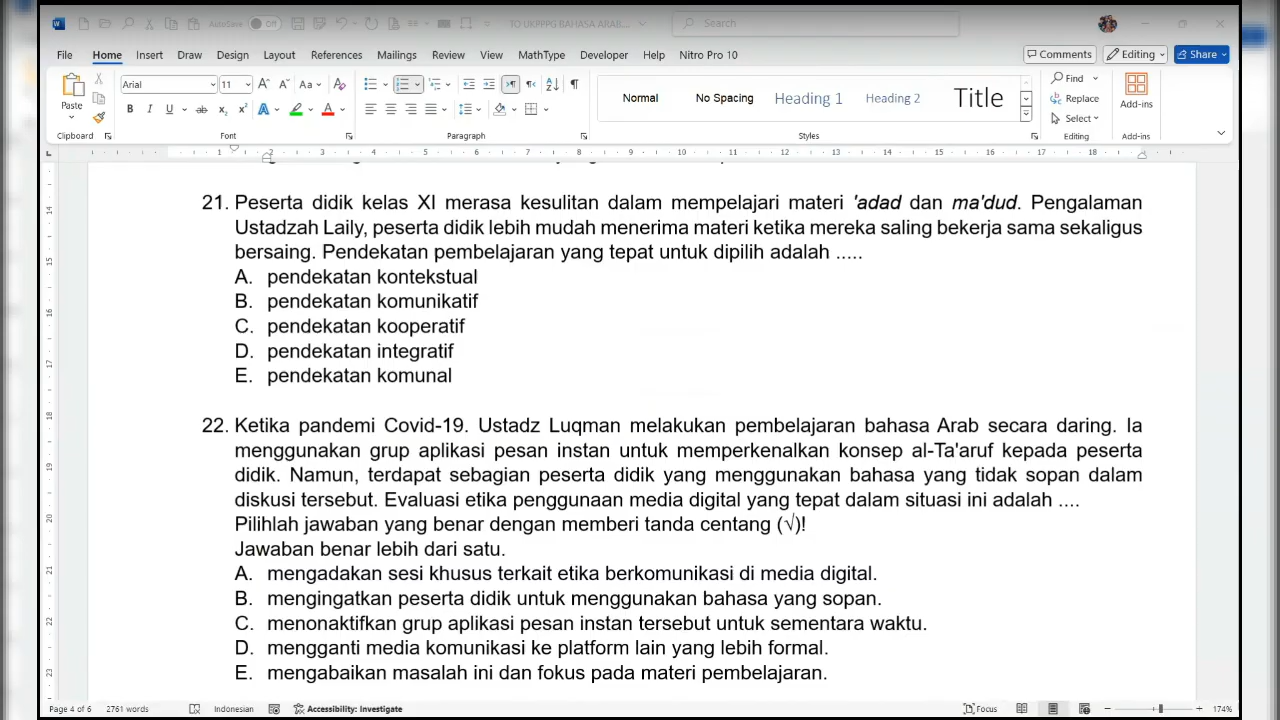 AutoSave Off TO UKPPPG BAHASA ARAB... Search
File Home Insert Draw Design Layout References Mailings Review View MathType Developer Help Nitro Pro 10 Comments Editing Share
Paste Arial 11 Normal No Spacing Heading 1 Heading 2 Title Find Replace Select Add-ins
Clipboard Font Paragraph Styles Editing Add-ins
21. Peserta didik kelas XI merasa kesulitan dalam mempelajari materi 'adad dan ma'dud. Pengalaman
Ustadzah Laily, peserta didik lebih mudah menerima materi ketika mereka saling bekerja sama sekaligus
bersaing. Pendekatan pembelajaran yang tepat untuk dipilih adalah .....
A. pendekatan kontekstual
B. pendekatan komunikatif
C. pendekatan kooperatif
D. pendekatan integratif
E. pendekatan komunal
22. Ketika pandemi Covid-19. Ustadz Luqman melakukan pembelajaran bahasa Arab secara daring. Ia
menggunakan grup aplikasi pesan instan untuk memperkenalkan konsep al-Ta'aruf kepada peserta
didik. Namun, terdapat sebagian peserta didik yang menggunakan bahasa yang tidak sopan dalam
diskusi tersebut. Evaluasi etika penggunaan media digital yang tepat dalam situasi ini adalah ....
Pilihlah jawaban yang benar dengan memberi tanda centang (√)!
Jawaban benar lebih dari satu.
A. mengadakan sesi khusus terkait etika berkomunikasi di media digital.
B. mengingatkan peserta didik untuk menggunakan bahasa yang sopan.
C. menonaktifkan grup aplikasi pesan instan tersebut untuk sementara waktu.
D. mengganti media komunikasi ke platform lain yang lebih formal.
E. mengabaikan masalah ini dan fokus pada materi pembelajaran.
Page 4 of 6 2761 words Indonesian Accessibility: Investigate Focus 174%